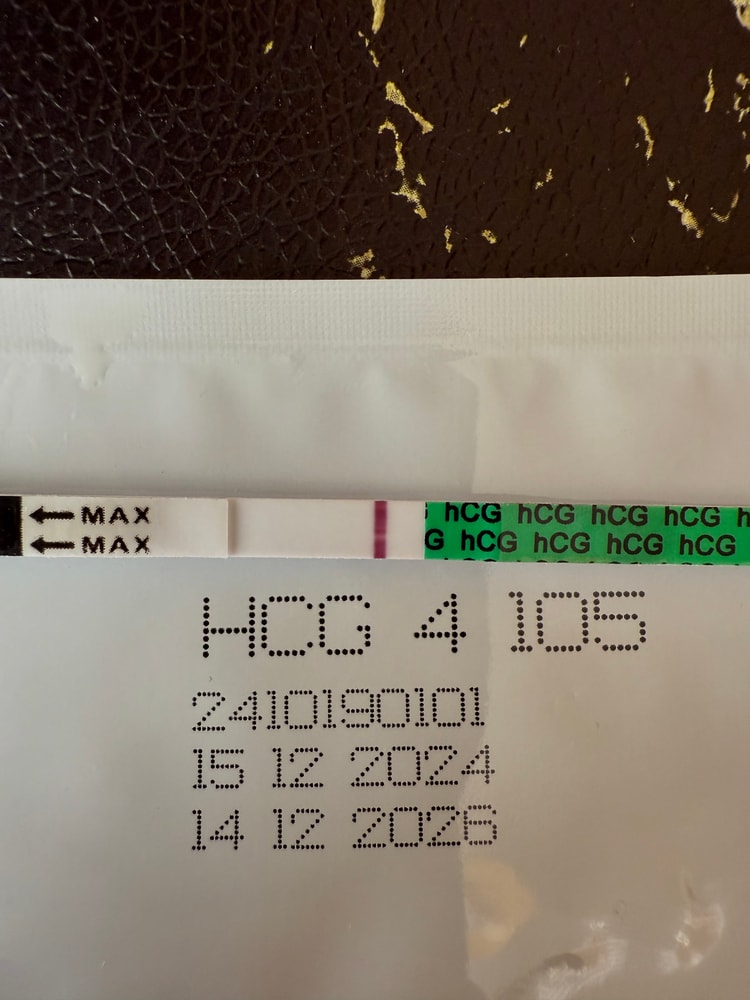 ← MAX hCG hCG hCG hCG h
← MAX G hCG hCG hCG hCG
HCG 4 105
2410190101
15 12 2024
14 12 2026